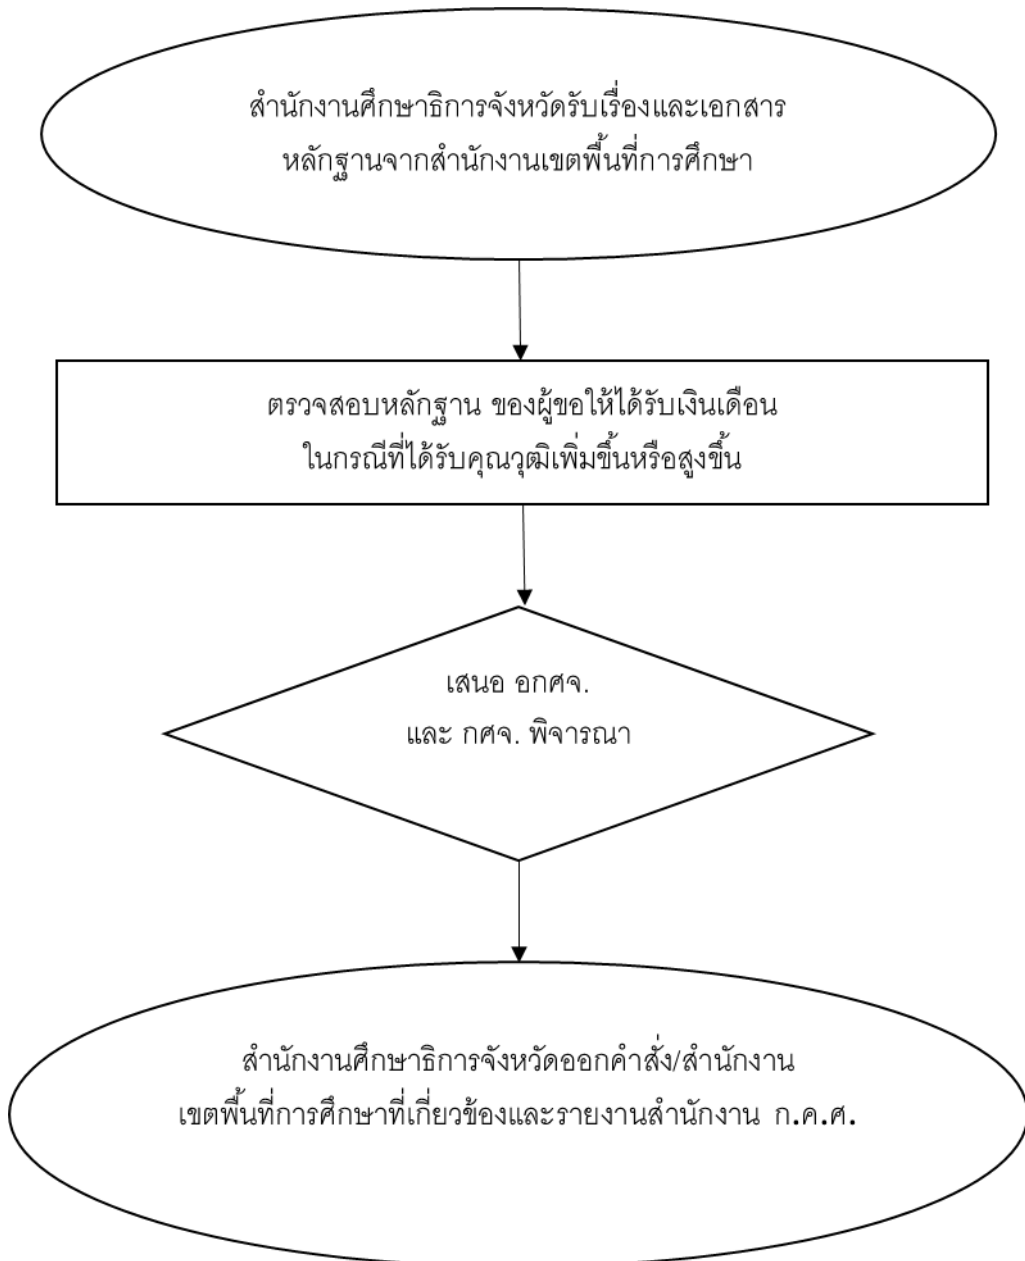 สำนักงานศึกษาธิการจังหวัดรับเรื่องและเอกสาร
หลักฐานจากสำนักงานเขตพื้นที่การศึกษา
ตรวจสอบหลักฐาน ของผู้ขอให้ได้รับเงินเดือน
ในกรณีที่ได้รับคุณวุฒิเพิ่มขึ้นหรือสูงขึ้น
เสนอ อกศจ.
และ กศจ. พิจารณา
สำนักงานศึกษาธิการจังหวัดออกคำสั่ง/สำนักงาน
เขตพื้นที่การศึกษาที่เกี่ยวข้องและรายงานสำนักงาน ก.ค.ศ.